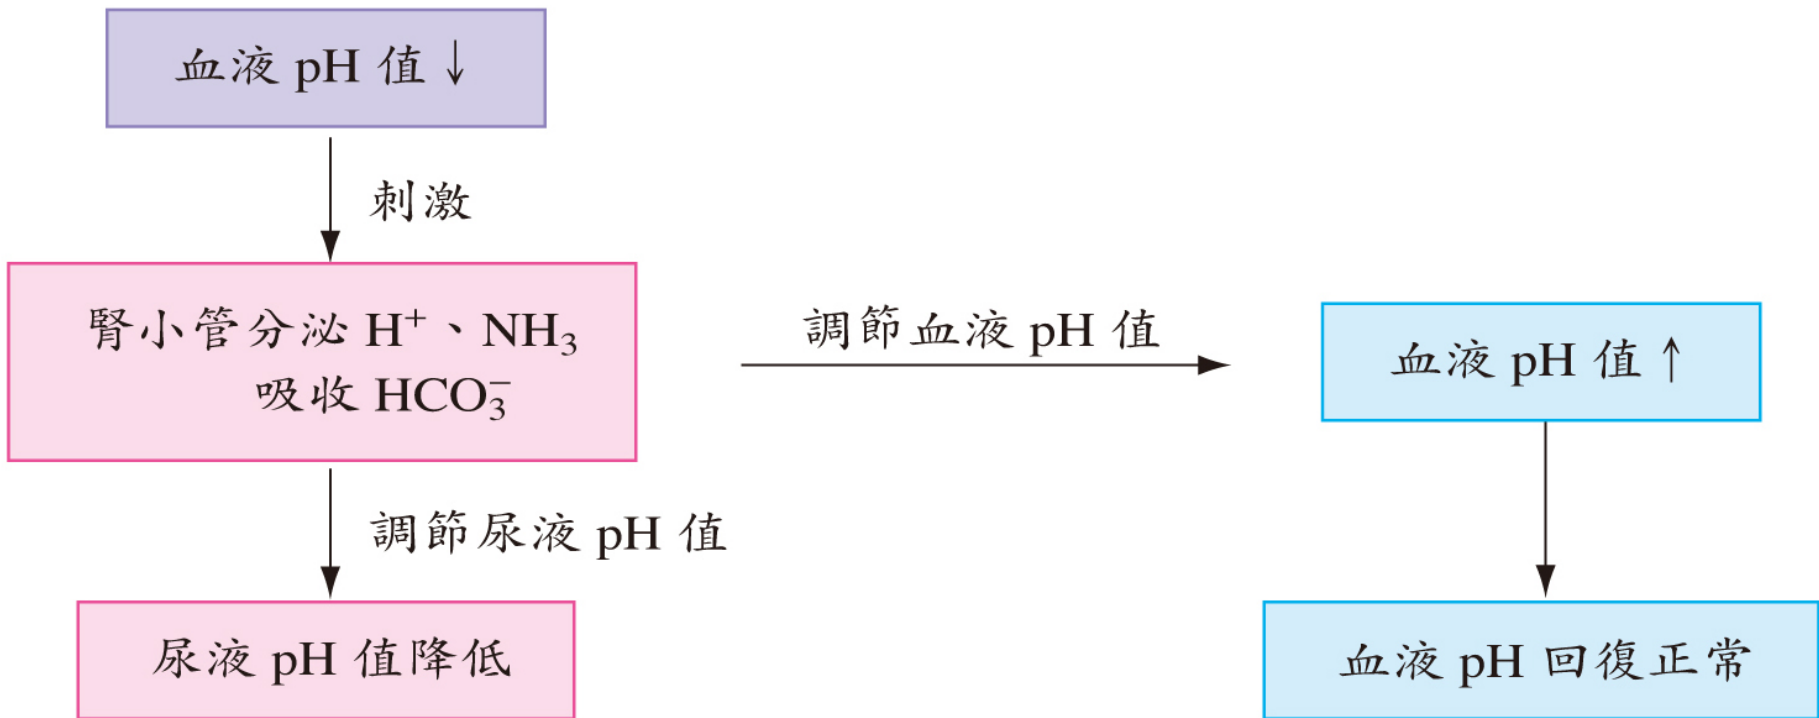 血液 pH 值↓
刺激
腎小管分泌 H⁺、NH₃
吸收 HCO₃⁻
調節血液 pH 值
血液 pH 值↑
調節尿液 pH 值
尿液 pH 值降低
血液 pH 回復正常